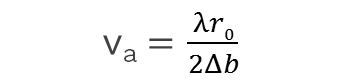 vₐ = λr₀ / 2Δb